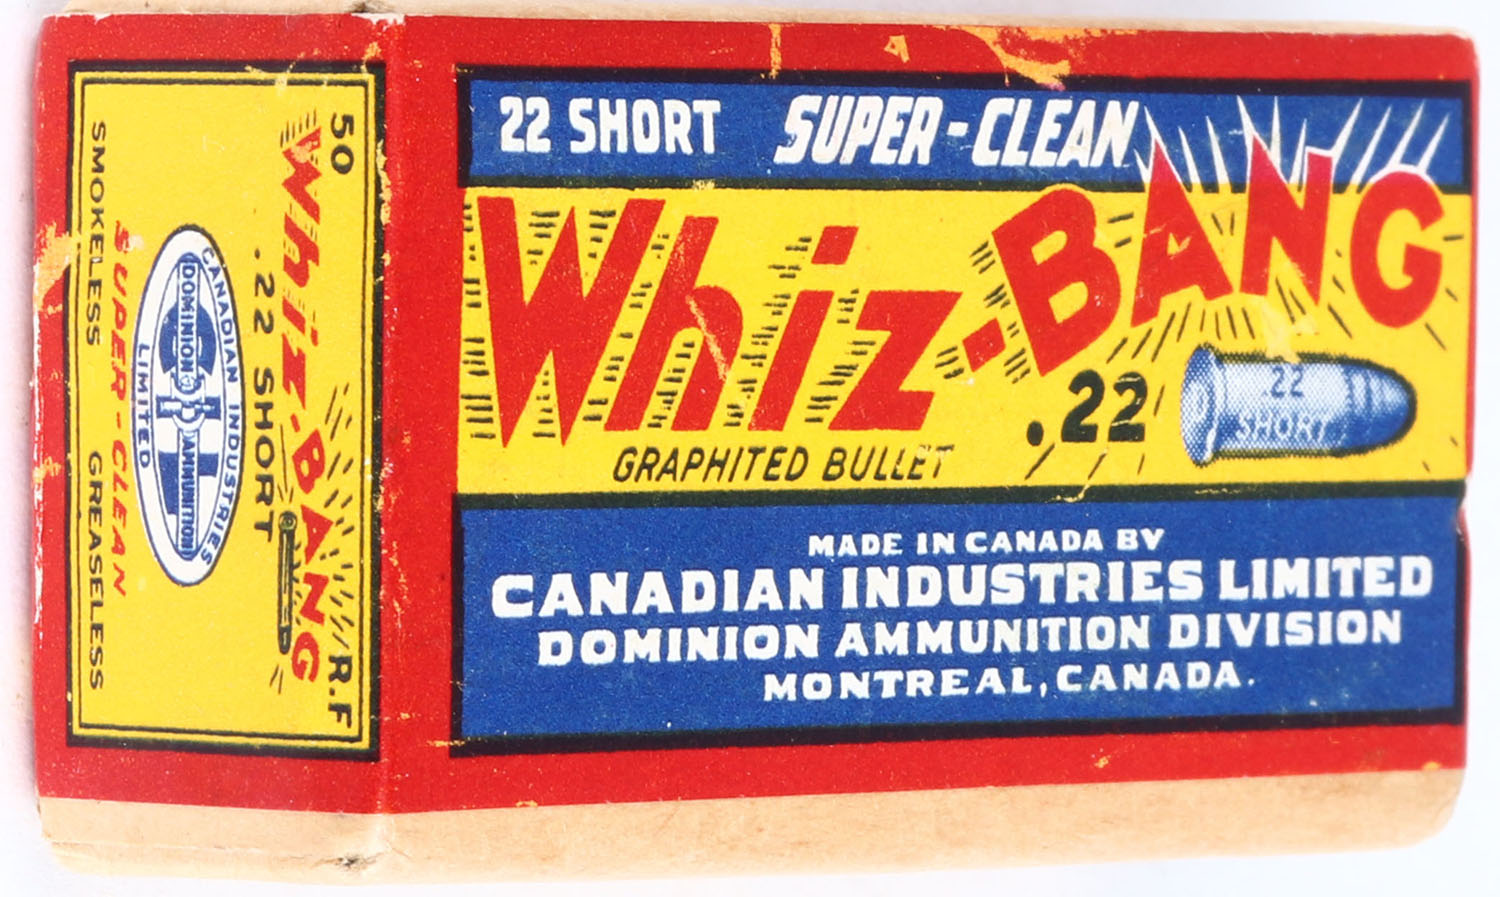 22 SHORT SUPER-CLEAN
Whiz-BANG
.22
22
SHORT
GRAPHITED BULLET
MADE IN CANADA BY
CANADIAN INDUSTRIES LIMITED
DOMINION AMMUNITION DIVISION
MONTREAL, CANADA.
50 R.F
Whiz-BANG
.22 SHORT
CANADIAN INDUSTRIES
DOMINION AMMUNITION
LIMITED
SUPER-CLEAN
SMOKELESS GREASELESS